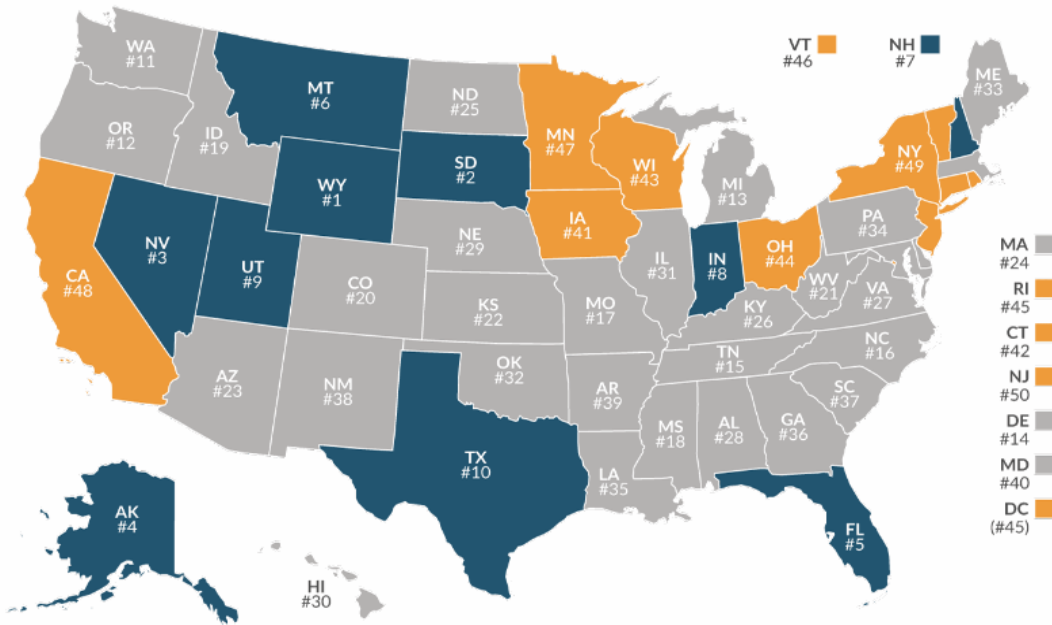 WA
#11
MT
#6
ND
#25
MN
#47
VT
#46
NH
#7
ME
#33
OR
#12
ID
#19
SD
#2
WI
#43
NY
#49
WY
#1
MI
#13
NV
#3
UT
#9
NE
#29
IA
#41
PA
#34
CA
#48
CO
#20
IL
#31
IN
#8
OH
#44
WV
#21
VA
#27
KS
#22
MO
#17
KY
#26
NC
#16
TN
#15
AZ
#23
NM
#38
OK
#32
AR
#39
SC
#37
MS
#18
AL
#28
GA
#36
TX
#10
LA
#35
FL
#5
AK
#4
HI
#30
MA
#24
RI
#45
CT
#42
NJ
#50
DE
#14
MD
#40
DC
(#45)